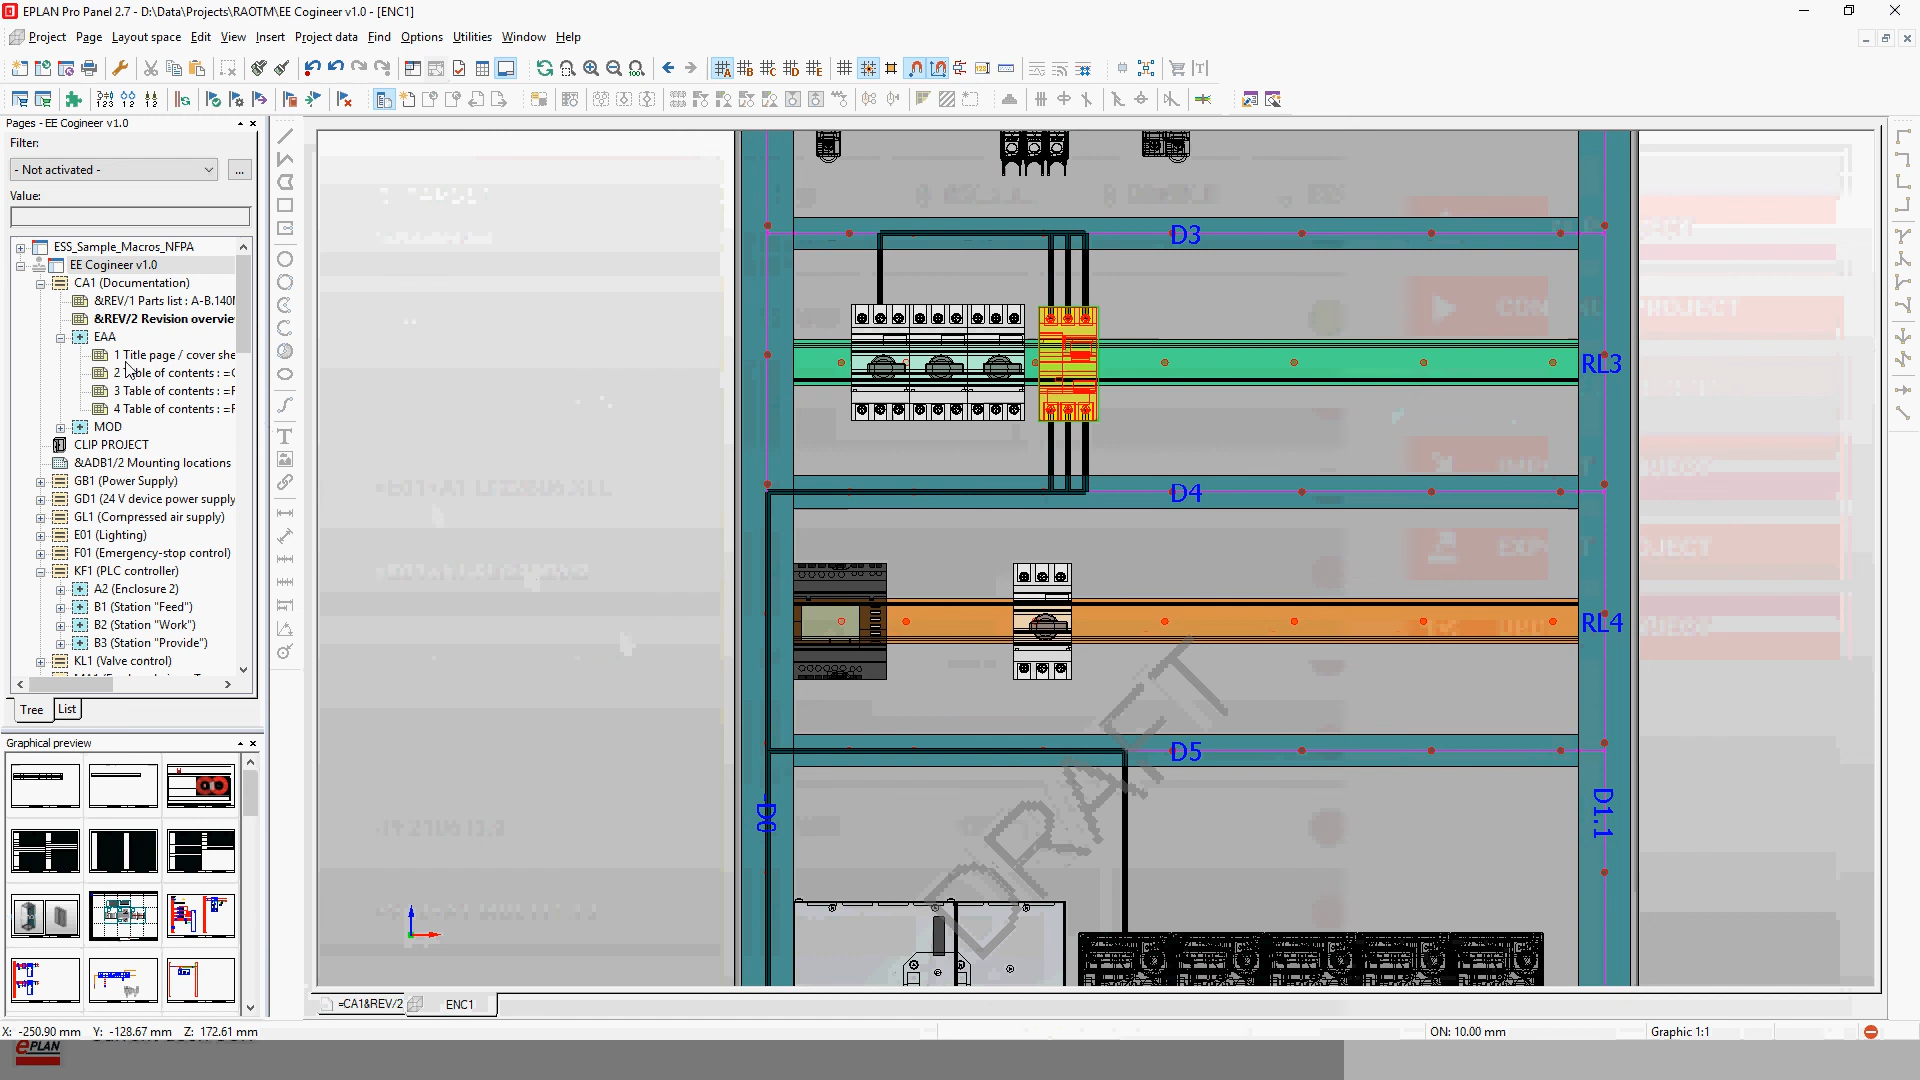 EPLAN Pro Panel 2.7 - D:\Data\Projects\RAOTM\EE Cogineer v1.0 - [ENC1]
Project Page Layout space Edit View Insert Project data Find Options Utilities Window Help
Pages - EE Cogineer v1.0
Filter:
- Not activated -
...
Value:
ESS_Sample_Macros_NFPA
EE Cogineer v1.0
CA1 (Documentation)
&REV/1 Parts list : A-B.140
&REV/2 Revision overvie
EAA
1 Title page / cover she
2 Table of contents : =
3 Table of contents : =F
4 Table of contents : =F
MOD
CLIP PROJECT
&ADB1/2 Mounting locations
GB1 (Power Supply)
GD1 (24 V device power supply
GL1 (Compressed air supply)
E01 (Lighting)
F01 (Emergency-stop control)
KF1 (PLC controller)
A2 (Enclosure 2)
B1 (Station "Feed")
B2 (Station "Work")
B3 (Station "Provide")
KL1 (Valve control)
Tree List
Graphical preview
D3
RL3
D4
RL4
D5
D6
D1.1
DRAFT
=CA1&REV/2
ENC1
X: -250.90 mm Y: -128.67 mm Z: 172.61 mm
ON: 10.00 mm
Graphic 1:1
ePLAN